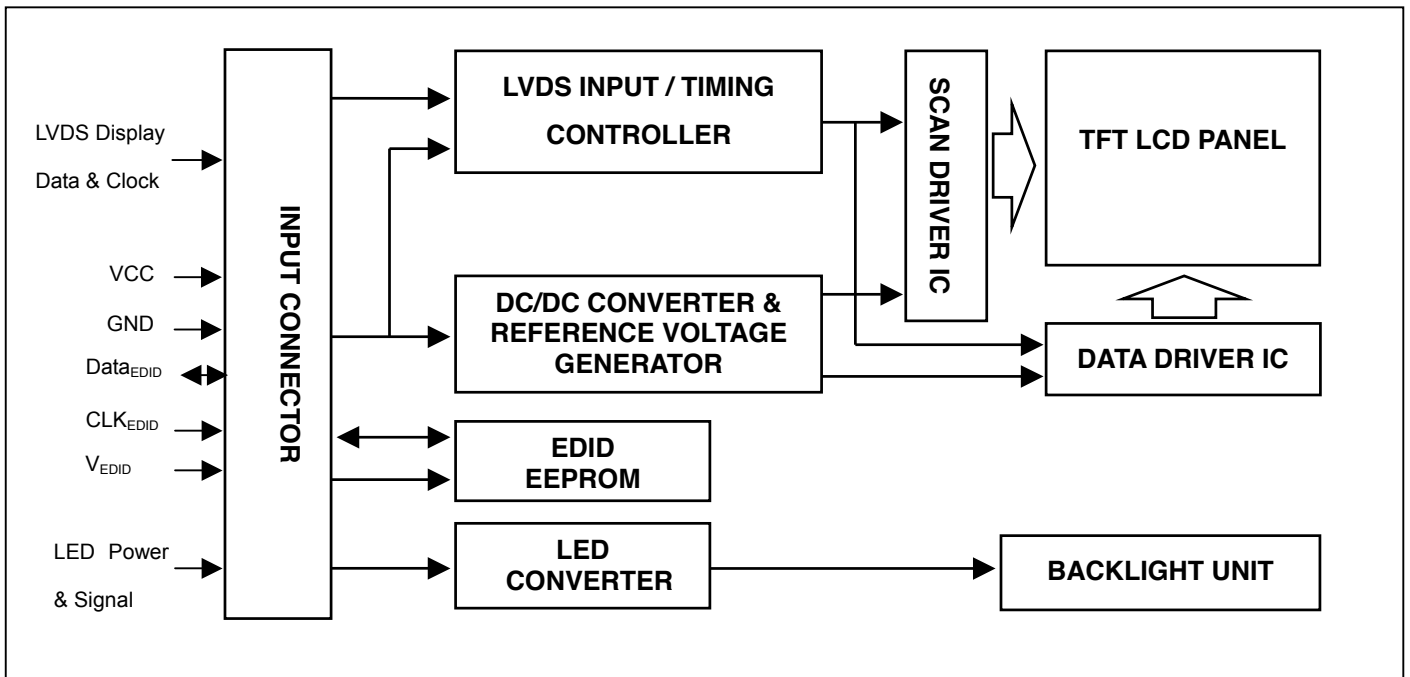 LVDS Display
Data & Clock
VCC
GND
DataEDID
CLKEDID
VEDID
LED Power
& Signal
INPUT CONNECTOR
LVDS INPUT / TIMING
CONTROLLER
DC/DC CONVERTER &
REFERENCE VOLTAGE
GENERATOR
EDID
EEPROM
LED
CONVERTER
SCAN DRIVER IC
TFT LCD PANEL
DATA DRIVER IC
BACKLIGHT UNIT